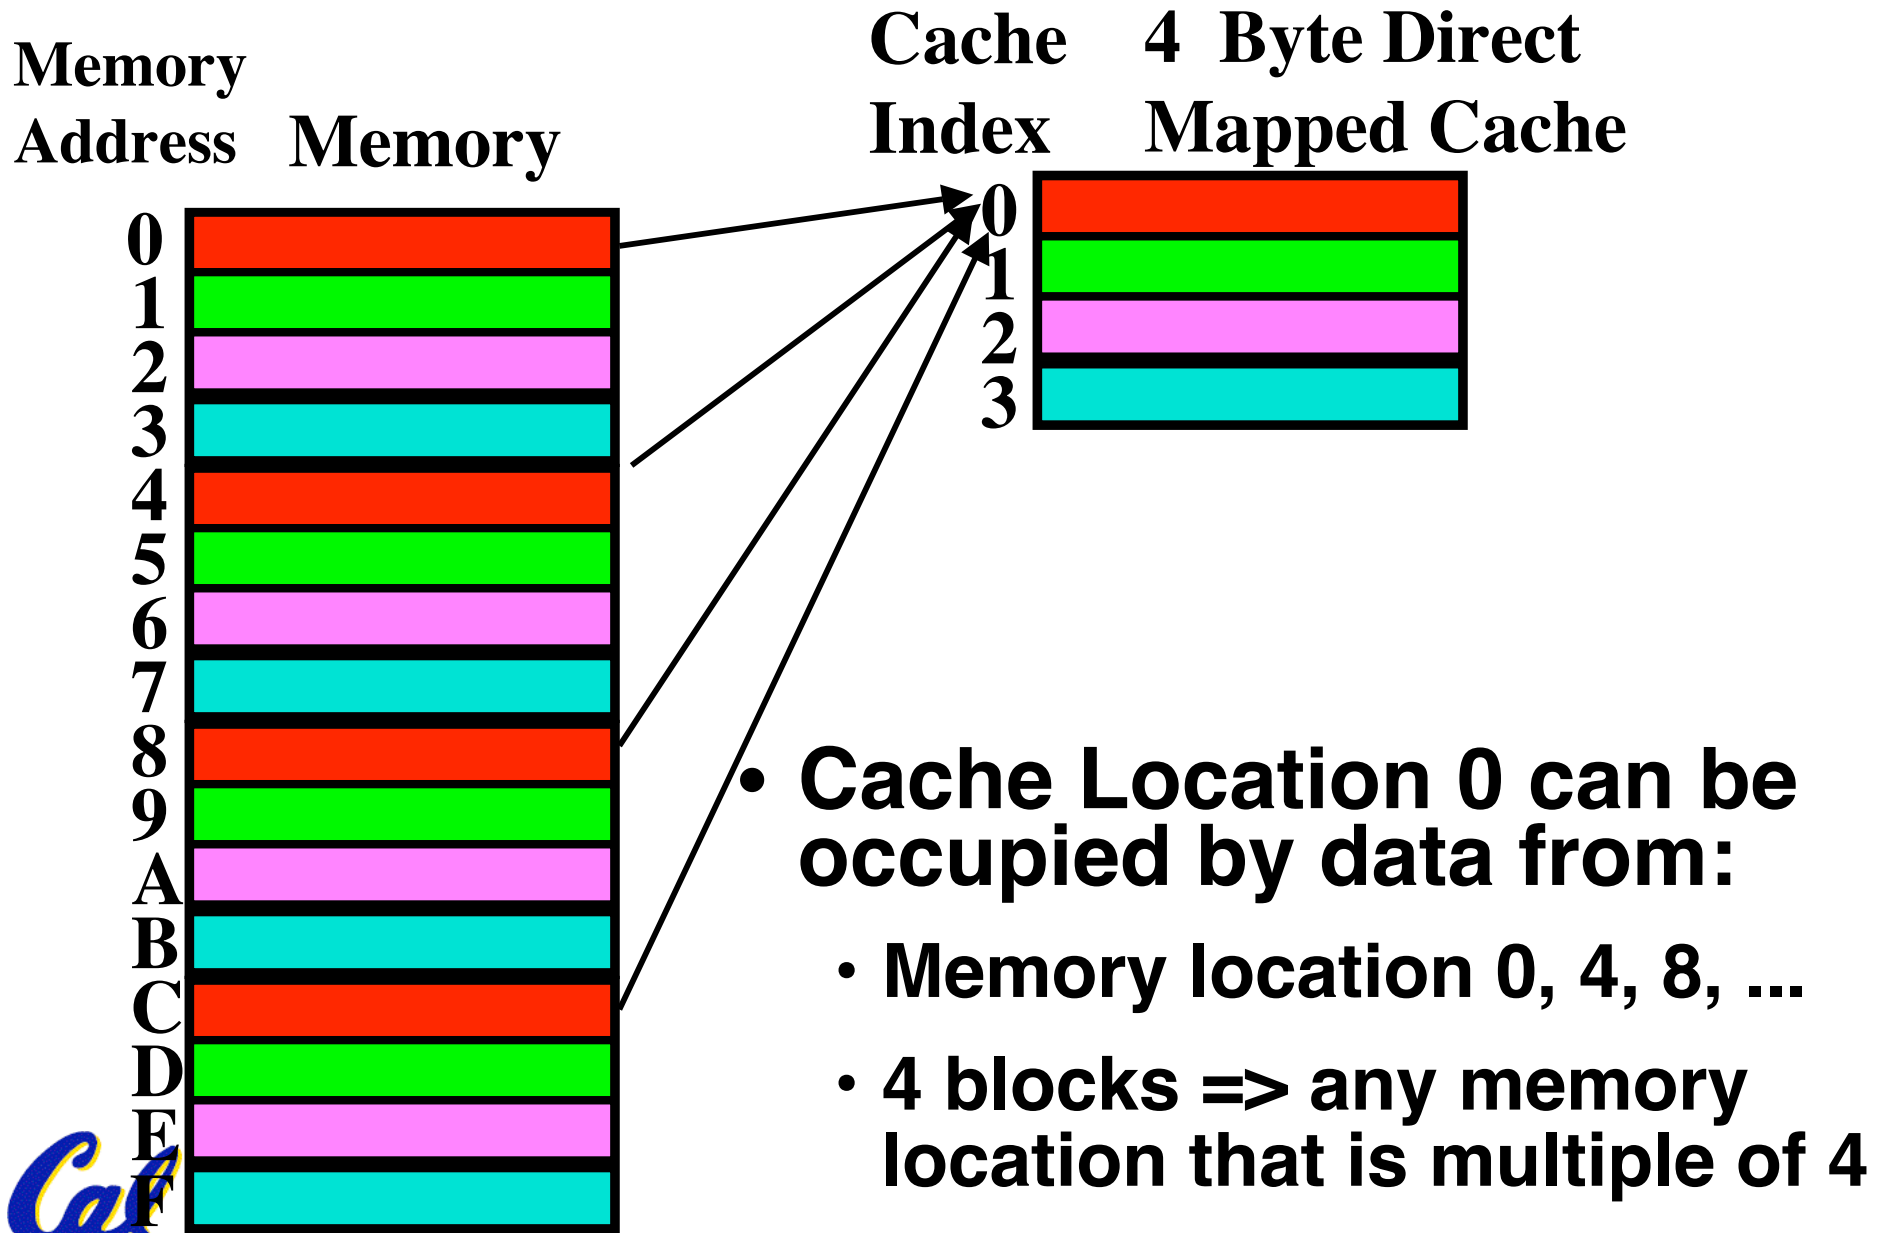 Memory
Address
Memory
Cache
Index
4 Byte Direct
Mapped Cache
0
1
2
3
4
5
6
7
8
9
A
B
C
D
E
F
0
1
2
3
• Cache Location 0 can be
occupied by data from:
• Memory location 0, 4, 8, ...
• 4 blocks => any memory
location that is multiple of 4
Cal